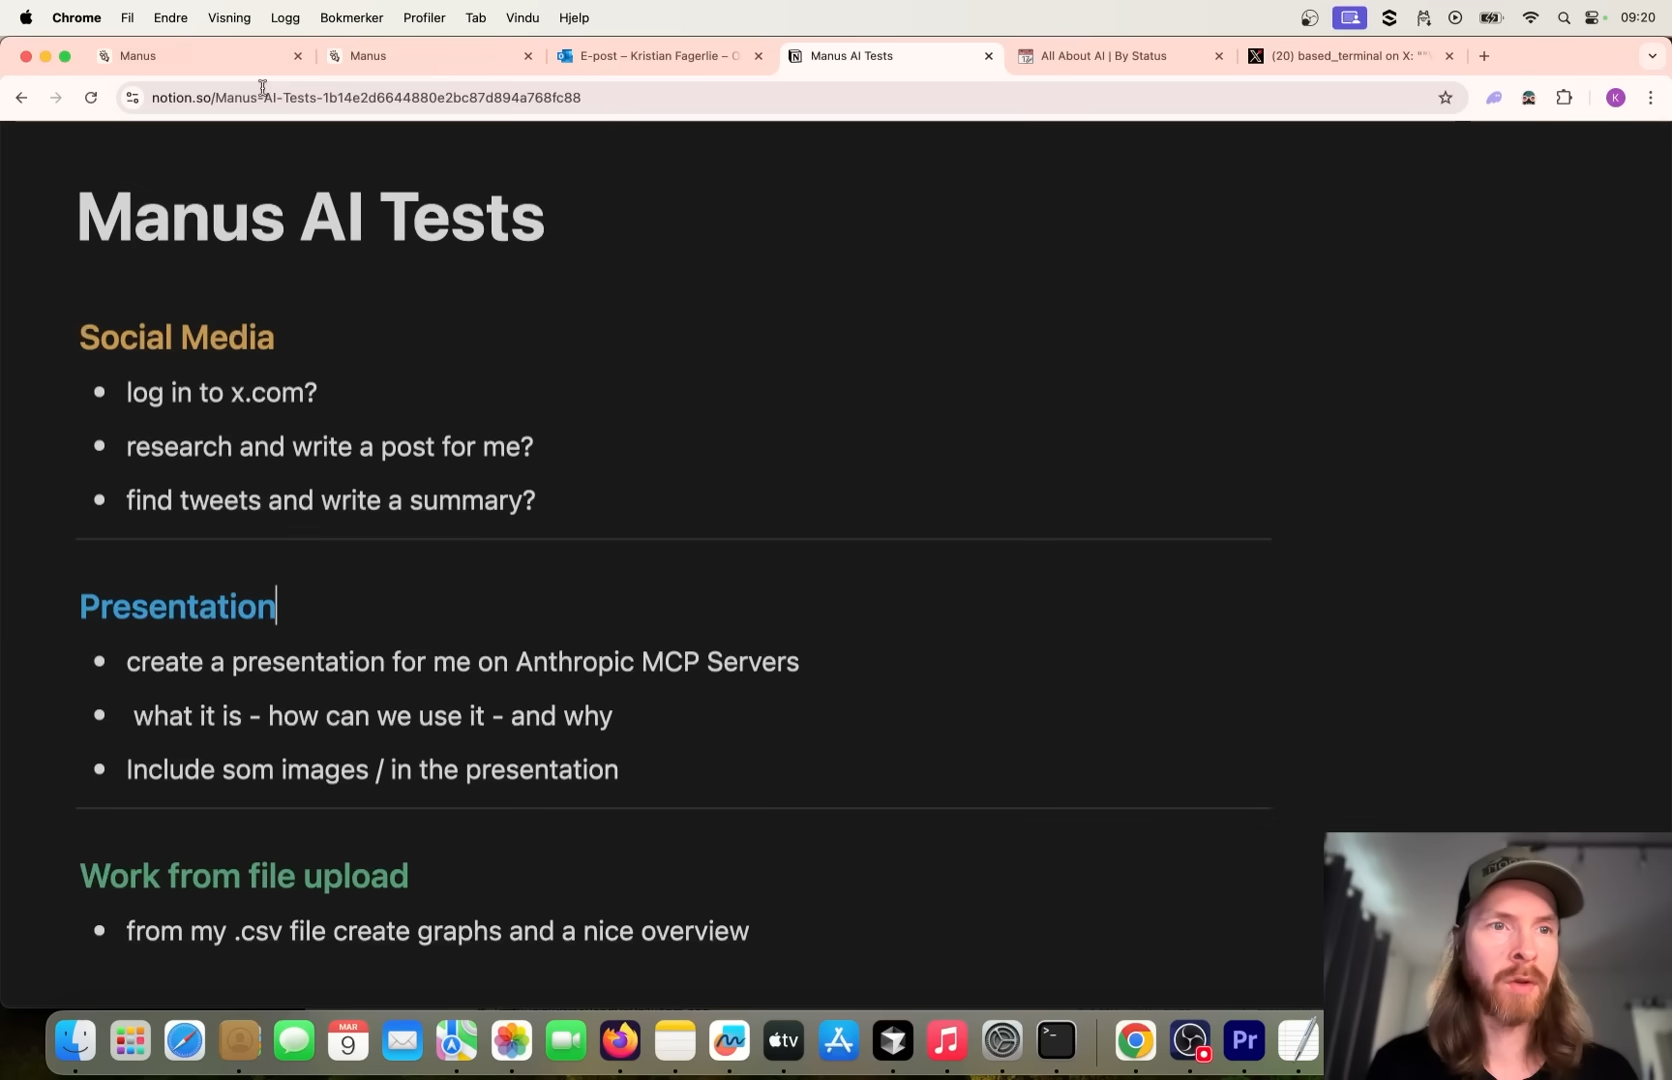 Chrome Fil Endre Visning Logg Bokmerker Profiler Tab Vindu Hjelp 09:20
Manus Manus E-post – Kristian Fagerlie – O Manus AI Tests All About AI | By Status (20) based_terminal on X: "
notion.so/Manus-AI-Tests-1b14e2d6644880e2bc87d894a768fc88 K
Manus AI Tests
Social Media
• log in to x.com?
• research and write a post for me?
• find tweets and write a summary?
Presentation
• create a presentation for me on Anthropic MCP Servers
• what it is - how can we use it - and why
• Include som images / in the presentation
Work from file upload
• from my .csv file create graphs and a nice overview
MAR
9
tv
Pr